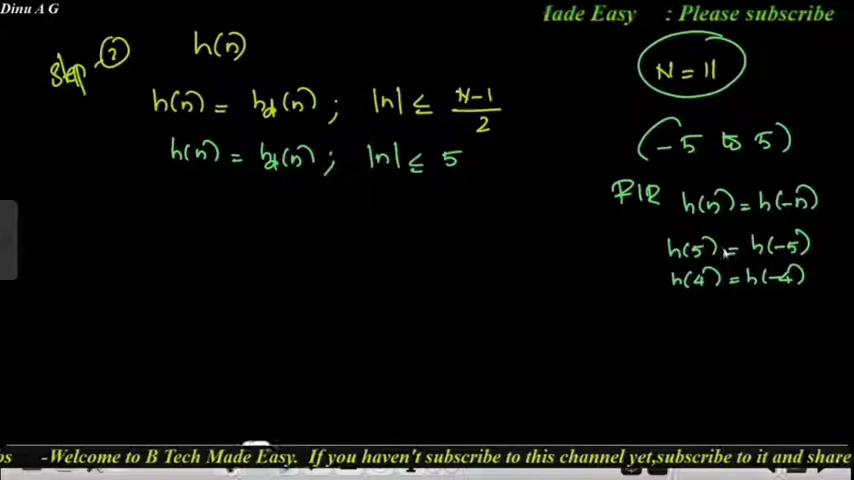 Dinu A G
Made Easy : Please subscribe
step - 2
h(n)
N = 11
h(n) = hd(n) ; |n| ≤ N-1/2
(-5 to 5)
h(n) = hd(n) ; |n| ≤ 5
FIR h(n) = h(-n)
h(5) = h(-5)
h(4) = h(-4)
os -Welcome to B Tech Made Easy. If you haven't subscribe to this channel yet,subscribe to it and share